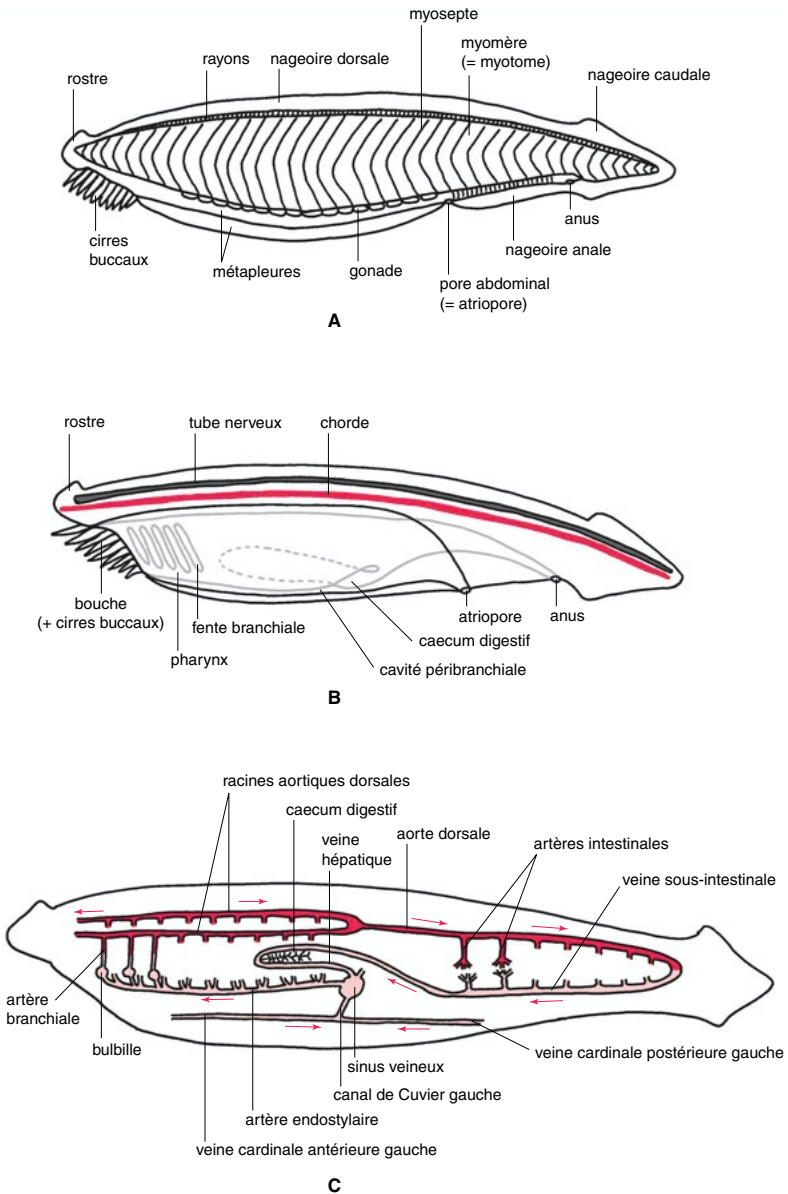 myosepte
myomère
(= myotome)
rayons
nageoire dorsale
nageoire caudale
rostre
cirres
buccaux
métapleures
gonade
pore abdominal
(= atriopore)
anus
nageoire anale
A
rostre
tube nerveux
chorde
bouche
(+ cirres buccaux)
fente branchiale
pharynx
atriopore
anus
caecum digestif
cavité péribranchiale
B
racines aortiques dorsales
caecum digestif
veine
hépatique
aorte dorsale
artères intestinales
veine sous-intestinale
artère
branchiale
bulbille
sinus veineux
veine cardinale postérieure gauche
canal de Cuvier gauche
artère endostylaire
veine cardinale antérieure gauche
C